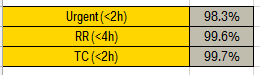 Urgent (<2h) 98.3%
RR (<4h) 99.6%
TC (<2h) 99.7%